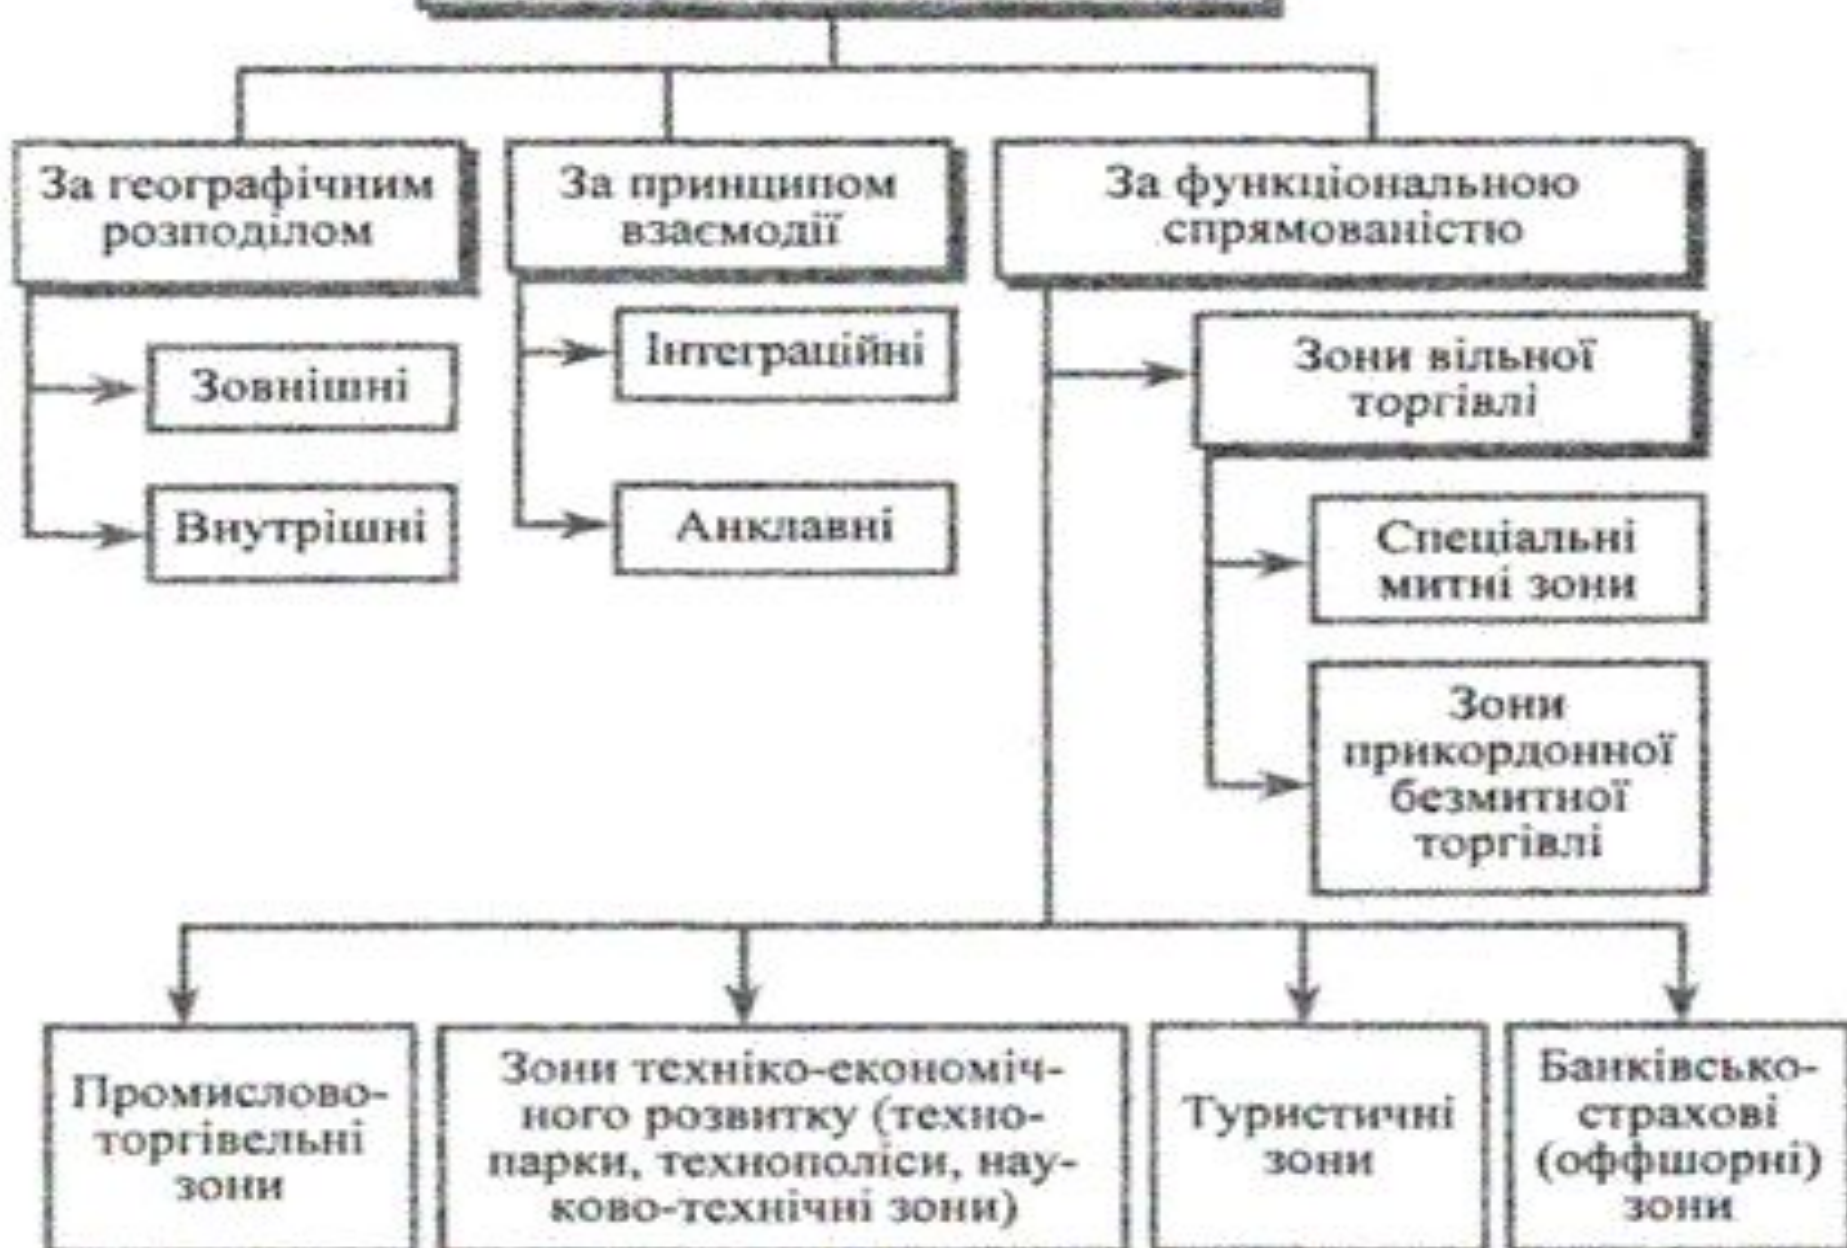 За географічним
розподілом
За принципом
взаємодії
За функціональною
спрямованістю
Зовнішні
Внутрішні
Інтеграційні
Анклавні
Зони вільної
торгівлі
Спеціальні
митні зони
Зони
прикордонної
безмитної
торгівлі
Промислово-
торгівельні
зони
Зони техніко-економіч-
ного розвитку (техно-
парки, технополіси, нау-
ково-технічні зони)
Туристичні
зони
Банківсько-
страхові
(оффшорні)
зони